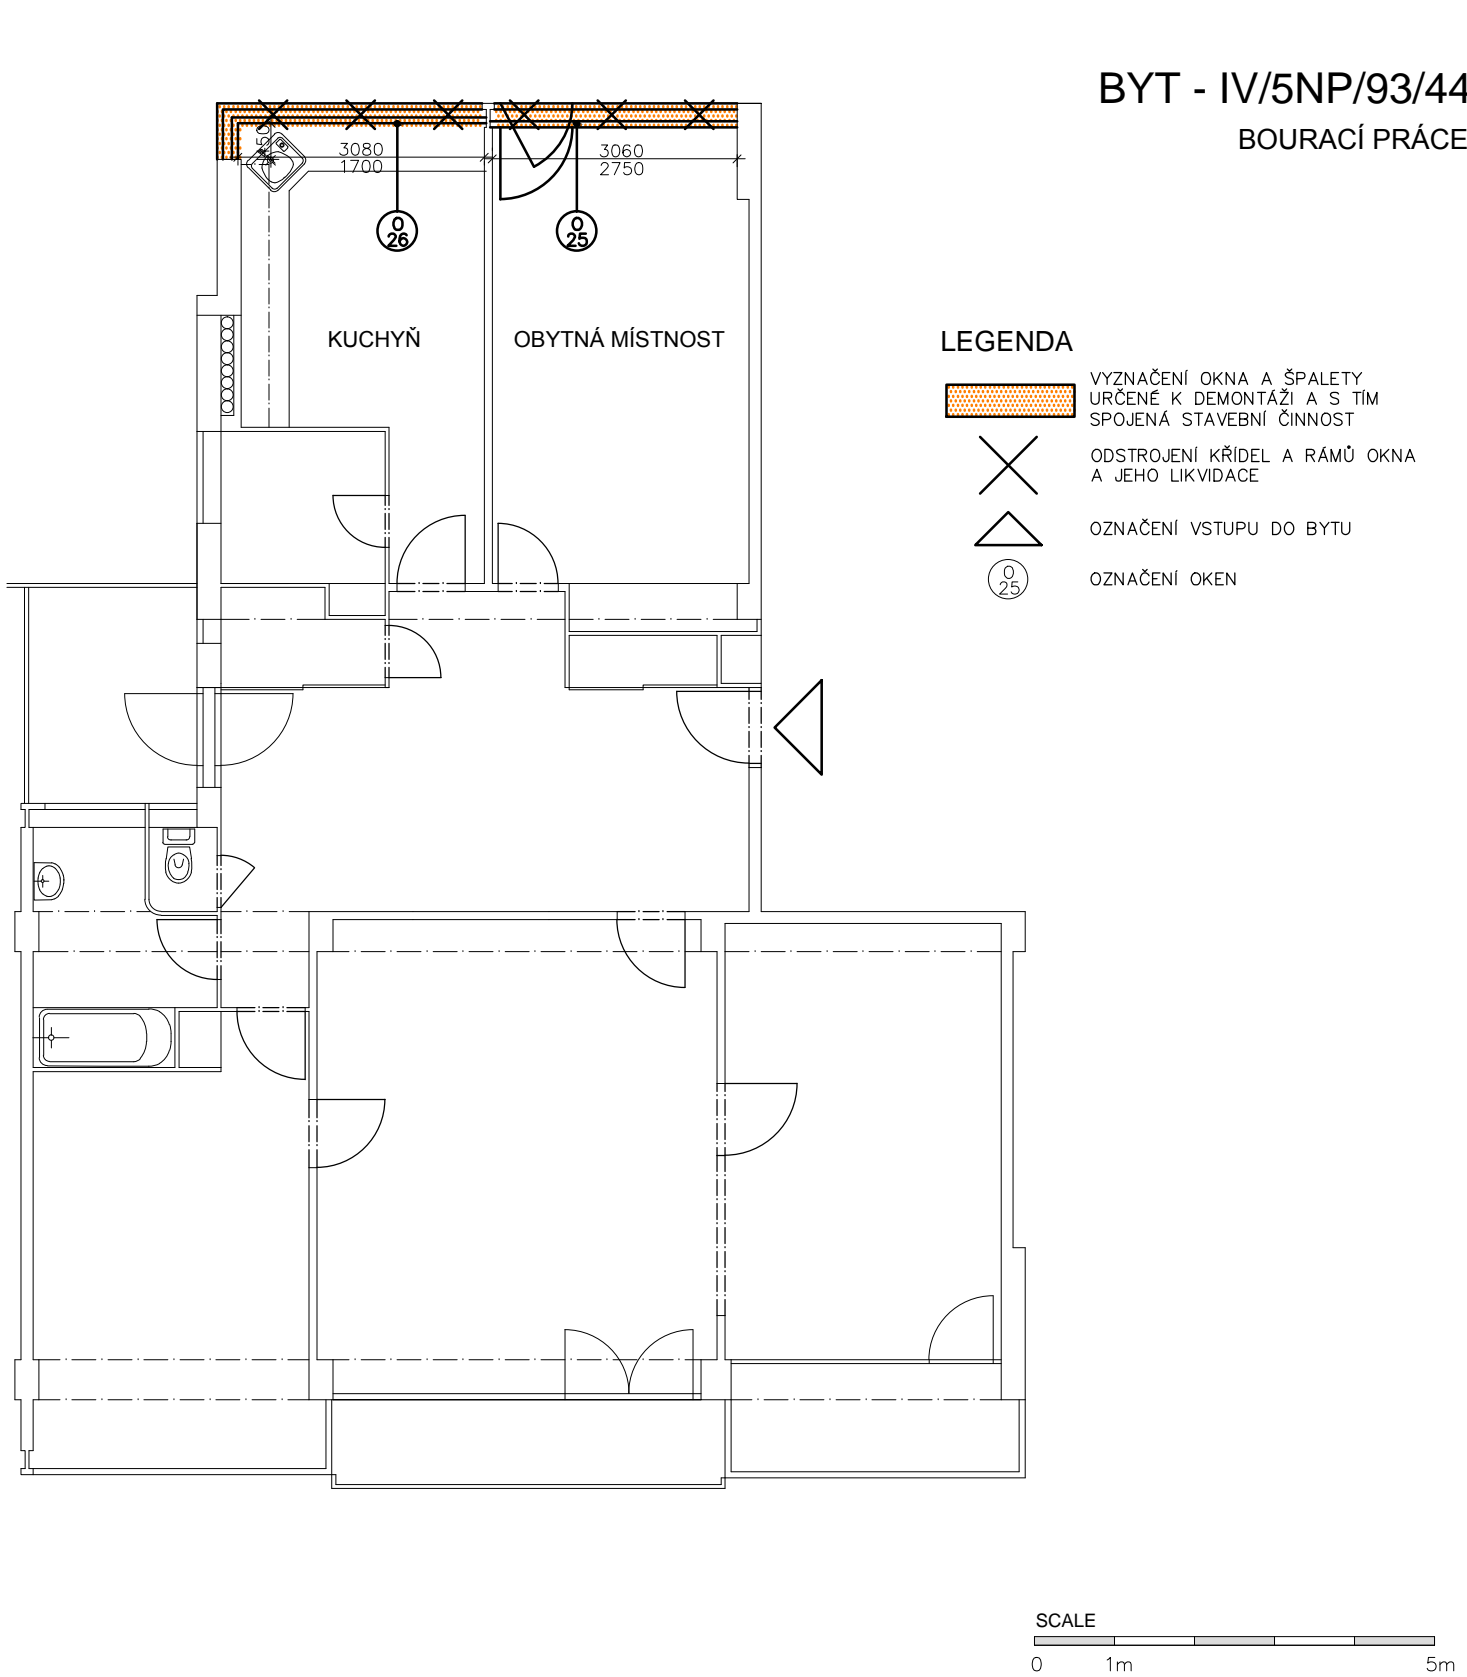 BYT - IV/5NP/93/44
BOURACÍ PRÁCE
3080
1700
3060
2750
O
26
O
25
KUCHYŇ
OBYTNÁ MÍSTNOST
LEGENDA
VYZNAČENÍ OKNA A ŠPALETY
URČENÉ K DEMONTÁŽI A S TÍM
SPOJENÁ STAVEBNÍ ČINNOST
ODSTROJENÍ KŘÍDEL A RÁMŮ OKNA
A JEHO LIKVIDACE
OZNAČENÍ VSTUPU DO BYTU
O
25
OZNAČENÍ OKEN
SCALE
0 1m 5m